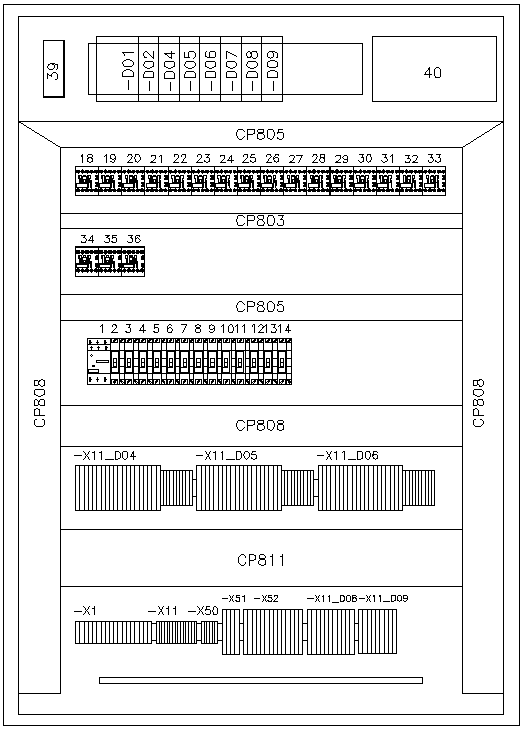 39 -D01 -D02 -D04 -D05 -D06 -D07 -D08 -D09 40
CP805
18 19 20 21 22 23 24 25 26 27 28 29 30 31 32 33
CP803
34 35 36
CP805
1 2 3 4 5 6 7 8 9 10 11 12 13 14
CP808 CP808
CP808
-X11_D04 -X11_D05 -X11_D06
CP811
-X51 -X52 -X11_D08 -X11_D09
-X1 -X11 -X50